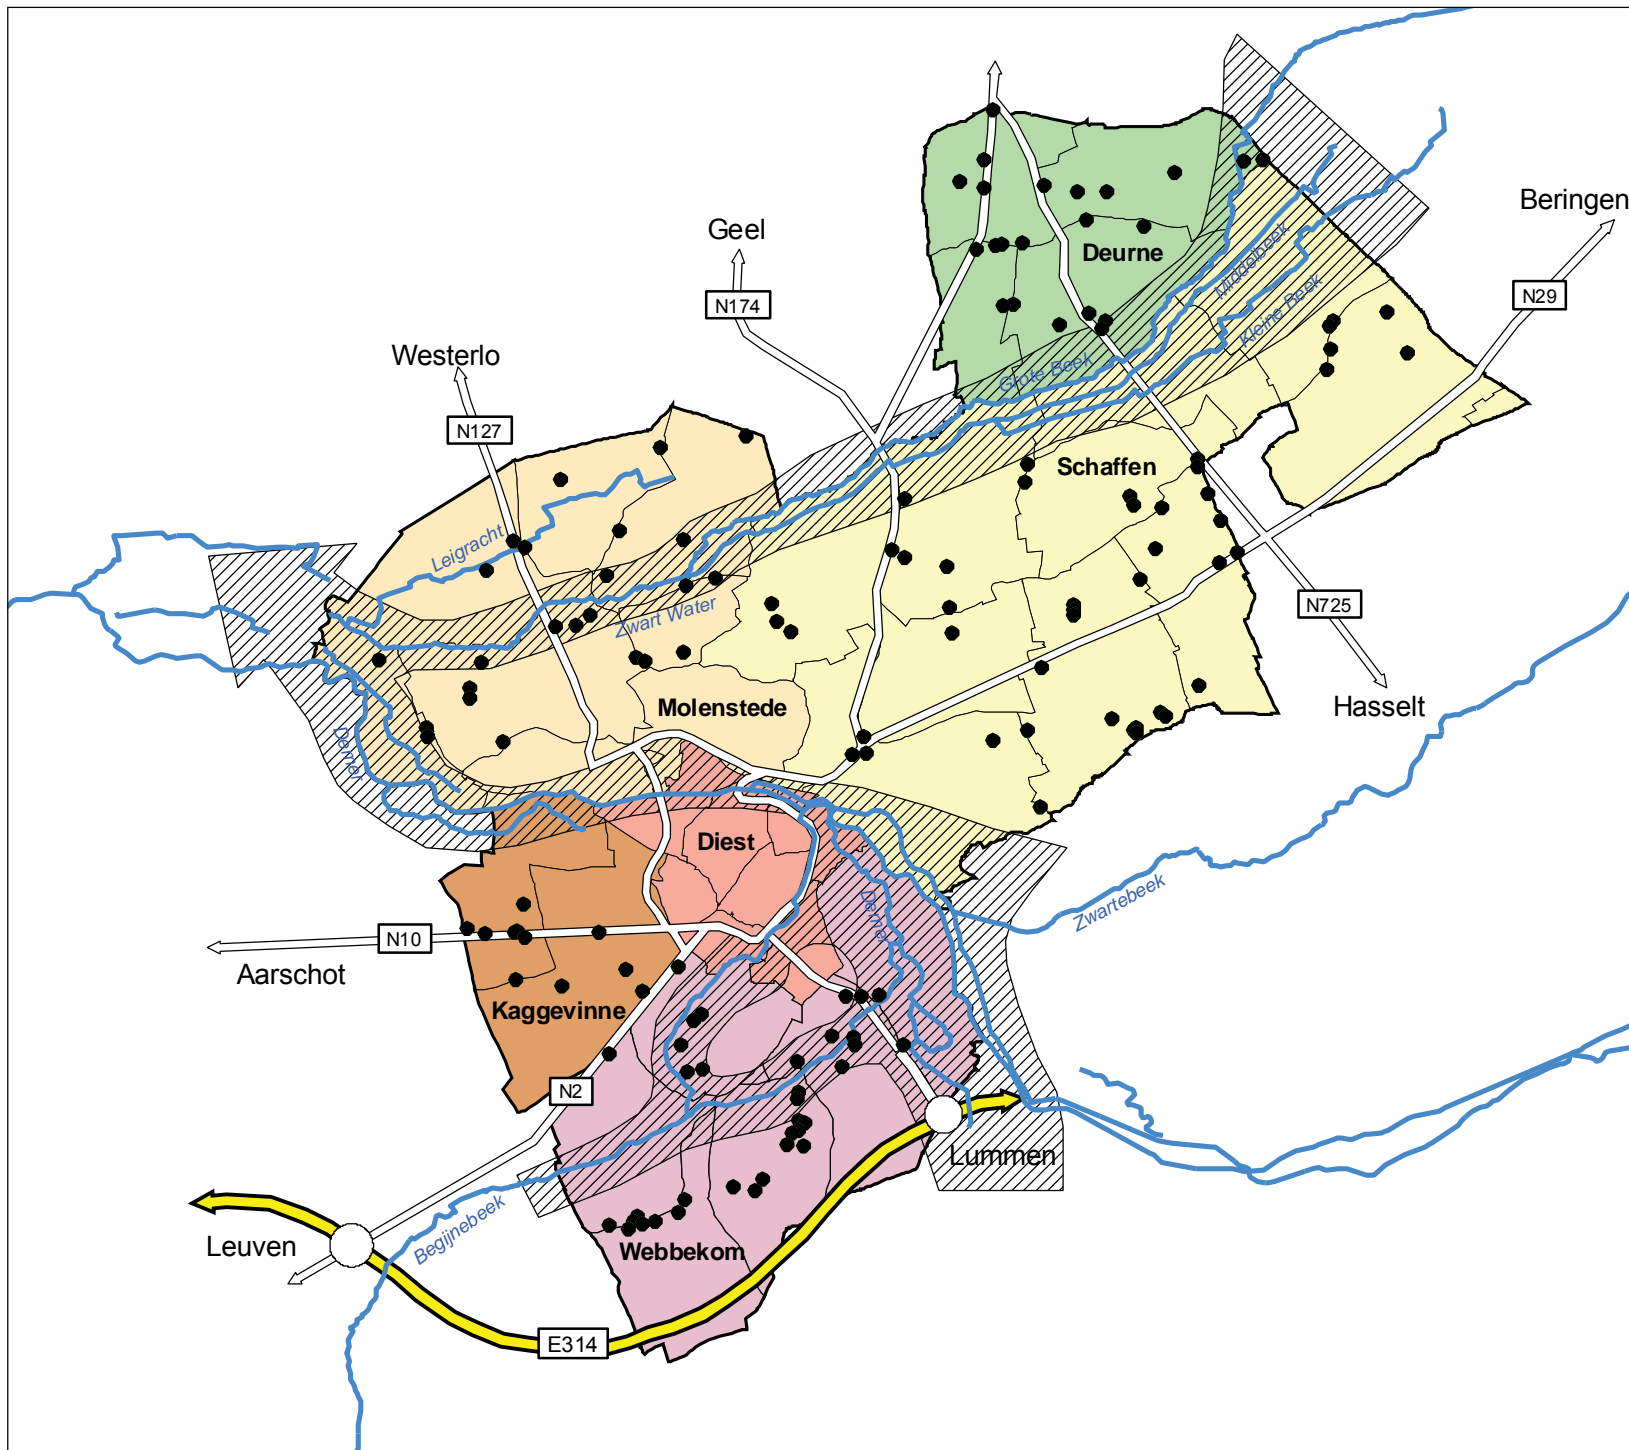 Beringen
Geel
Deurne
Middelbeek
N29
N174
Kleine Beek
Westerlo
Grote Beek
N127
Schaffen
Leigracht
Zwart Water
N725
Molenstede
Hasselt
Demer
Diest
Zwartebeek
Demer
N10
Aarschot
Kaggevinne
N2
Lummen
Begijnebeek
Leuven
Webbekom
E314